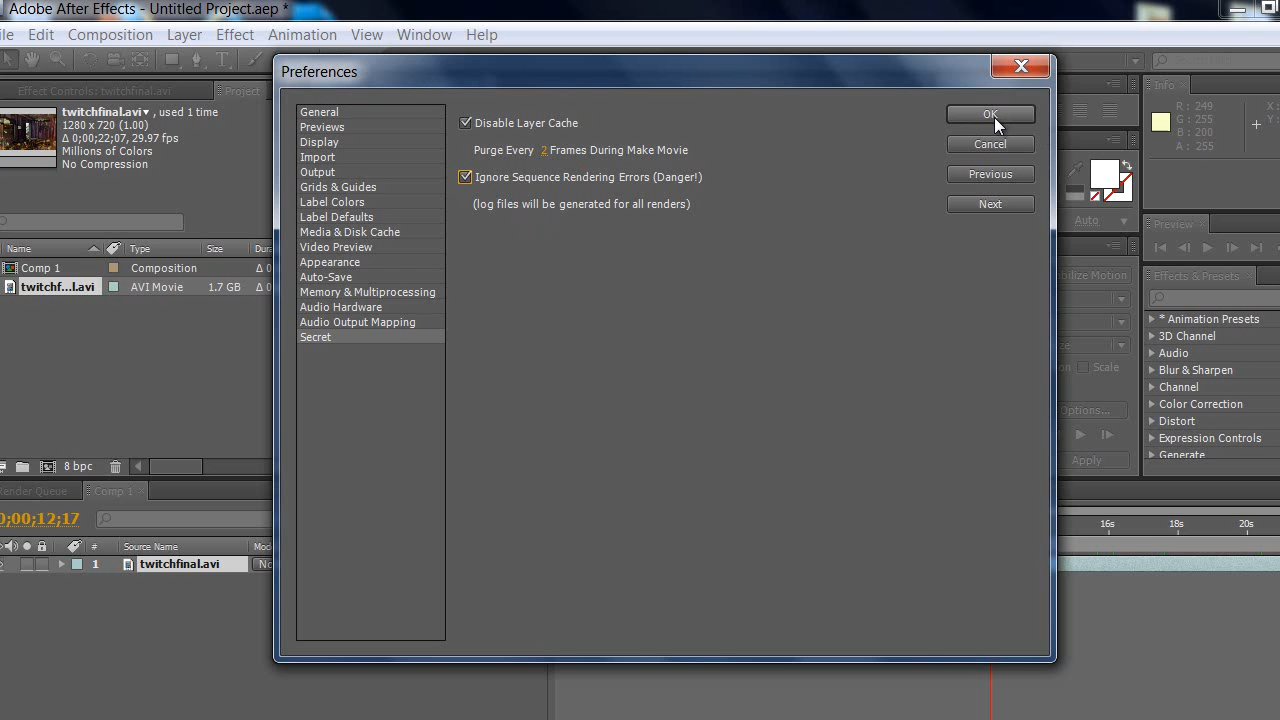 Adobe After Effects - Untitled Project.aep *
ile Edit Composition Layer Effect Animation View Window Help
Preferences
Effect Controls: twitchfinal.avi Project
twitchfinal.avi▾, used 1 time
1280 x 720 (1.00)
Δ 0;00;22;07, 29.97 fps
Millions of Colors
No Compression
Name Type Size Dura
Comp 1 Composition Δ 0
twitchf...l.avi AVI Movie 1.7 GB Δ 0
8 bpc
General
Previews
Display
Import
Output
Grids & Guides
Label Colors
Label Defaults
Media & Disk Cache
Video Preview
Appearance
Auto-Save
Memory & Multiprocessing
Audio Hardware
Audio Output Mapping
Secret
Disable Layer Cache
Purge Every 2 Frames During Make Movie
Ignore Sequence Rendering Errors (Danger!)
(log files will be generated for all renders)
OK
Cancel
Previous
Next
Info
R : 249
G : 255
B : 200
A : 255
X :
Y :
Auto
Preview
bilize Motion
Scale
Options...
Apply
Effects & Presets
* Animation Presets
3D Channel
Audio
Blur & Sharpen
Channel
Color Correction
Distort
Expression Controls
Generate
ender Queue Comp 1
0;00;12;17
# Source Name Mod
1 twitchfinal.avi No
16s 18s 20s